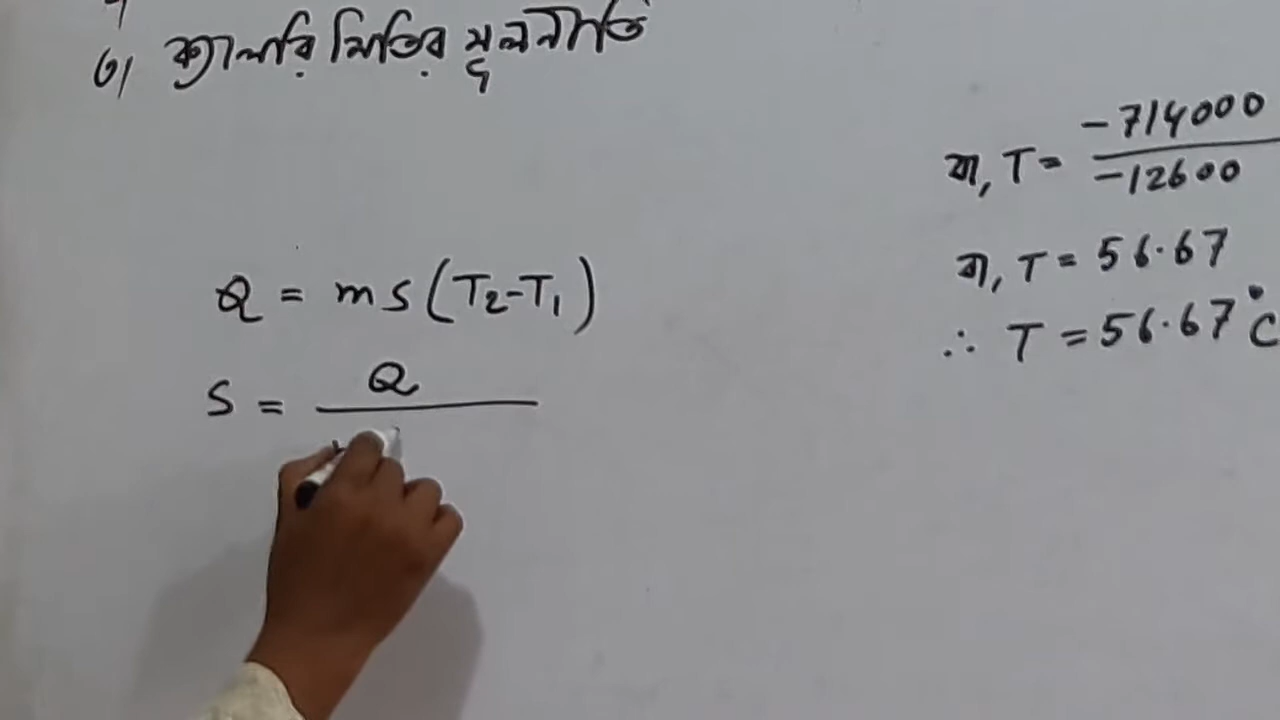 ৩। ক্যালরি মিতির মূলনীতি
Q = ms(T₂-T₁)
S = Q / 
বা, T = -714000 / -12600
বা, T = 56.67
∴ T = 56.67°C